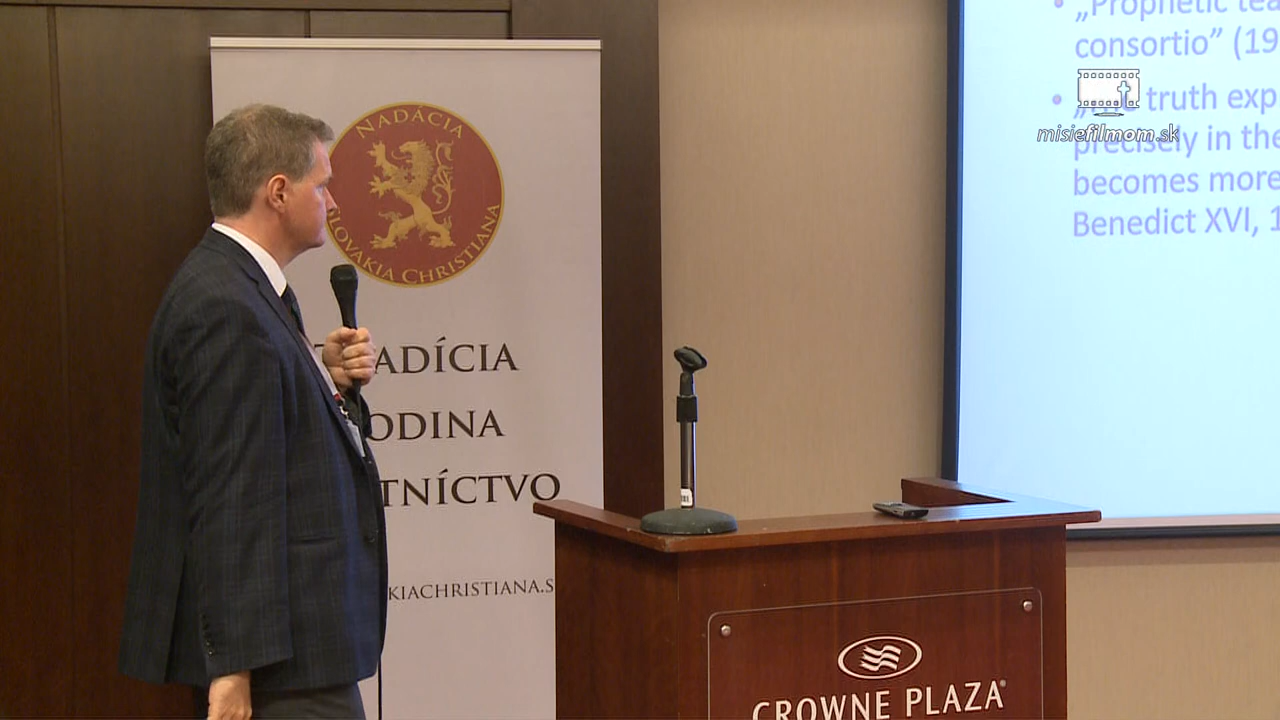 NADÁCIA
SLOVAKIA CHRISTIANA
ADÍCIA
ODINA
TNÍCTVO
KIACHRISTIANA.S
„Prophetic tea
consortio” (19
truth exp
precisely in the
becomes more
Benedict XVI, 1
misiefilmom.sk
CROWNE PLAZA